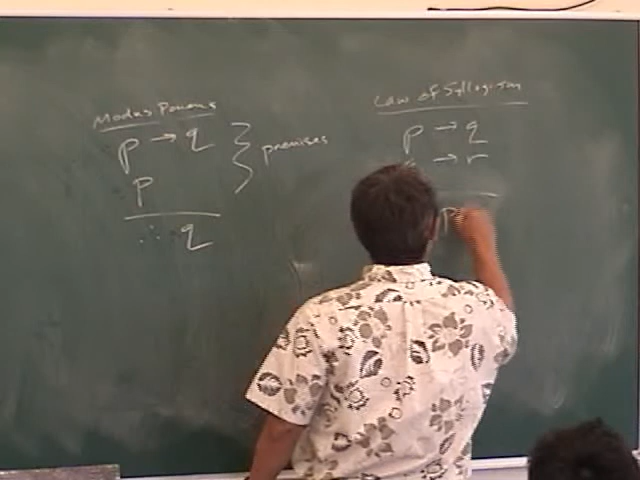 Modus Ponens
p → q
p
∴ q
premises
Law of Syllogism
p → q
→ r
p